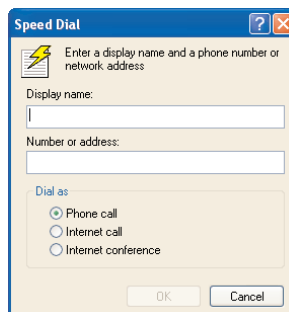 Speed Dial
Enter a display name and a phone number or
network address
Display name:
Number or address:
Dial as
Phone call
Internet call
Internet conference
OK
Cancel